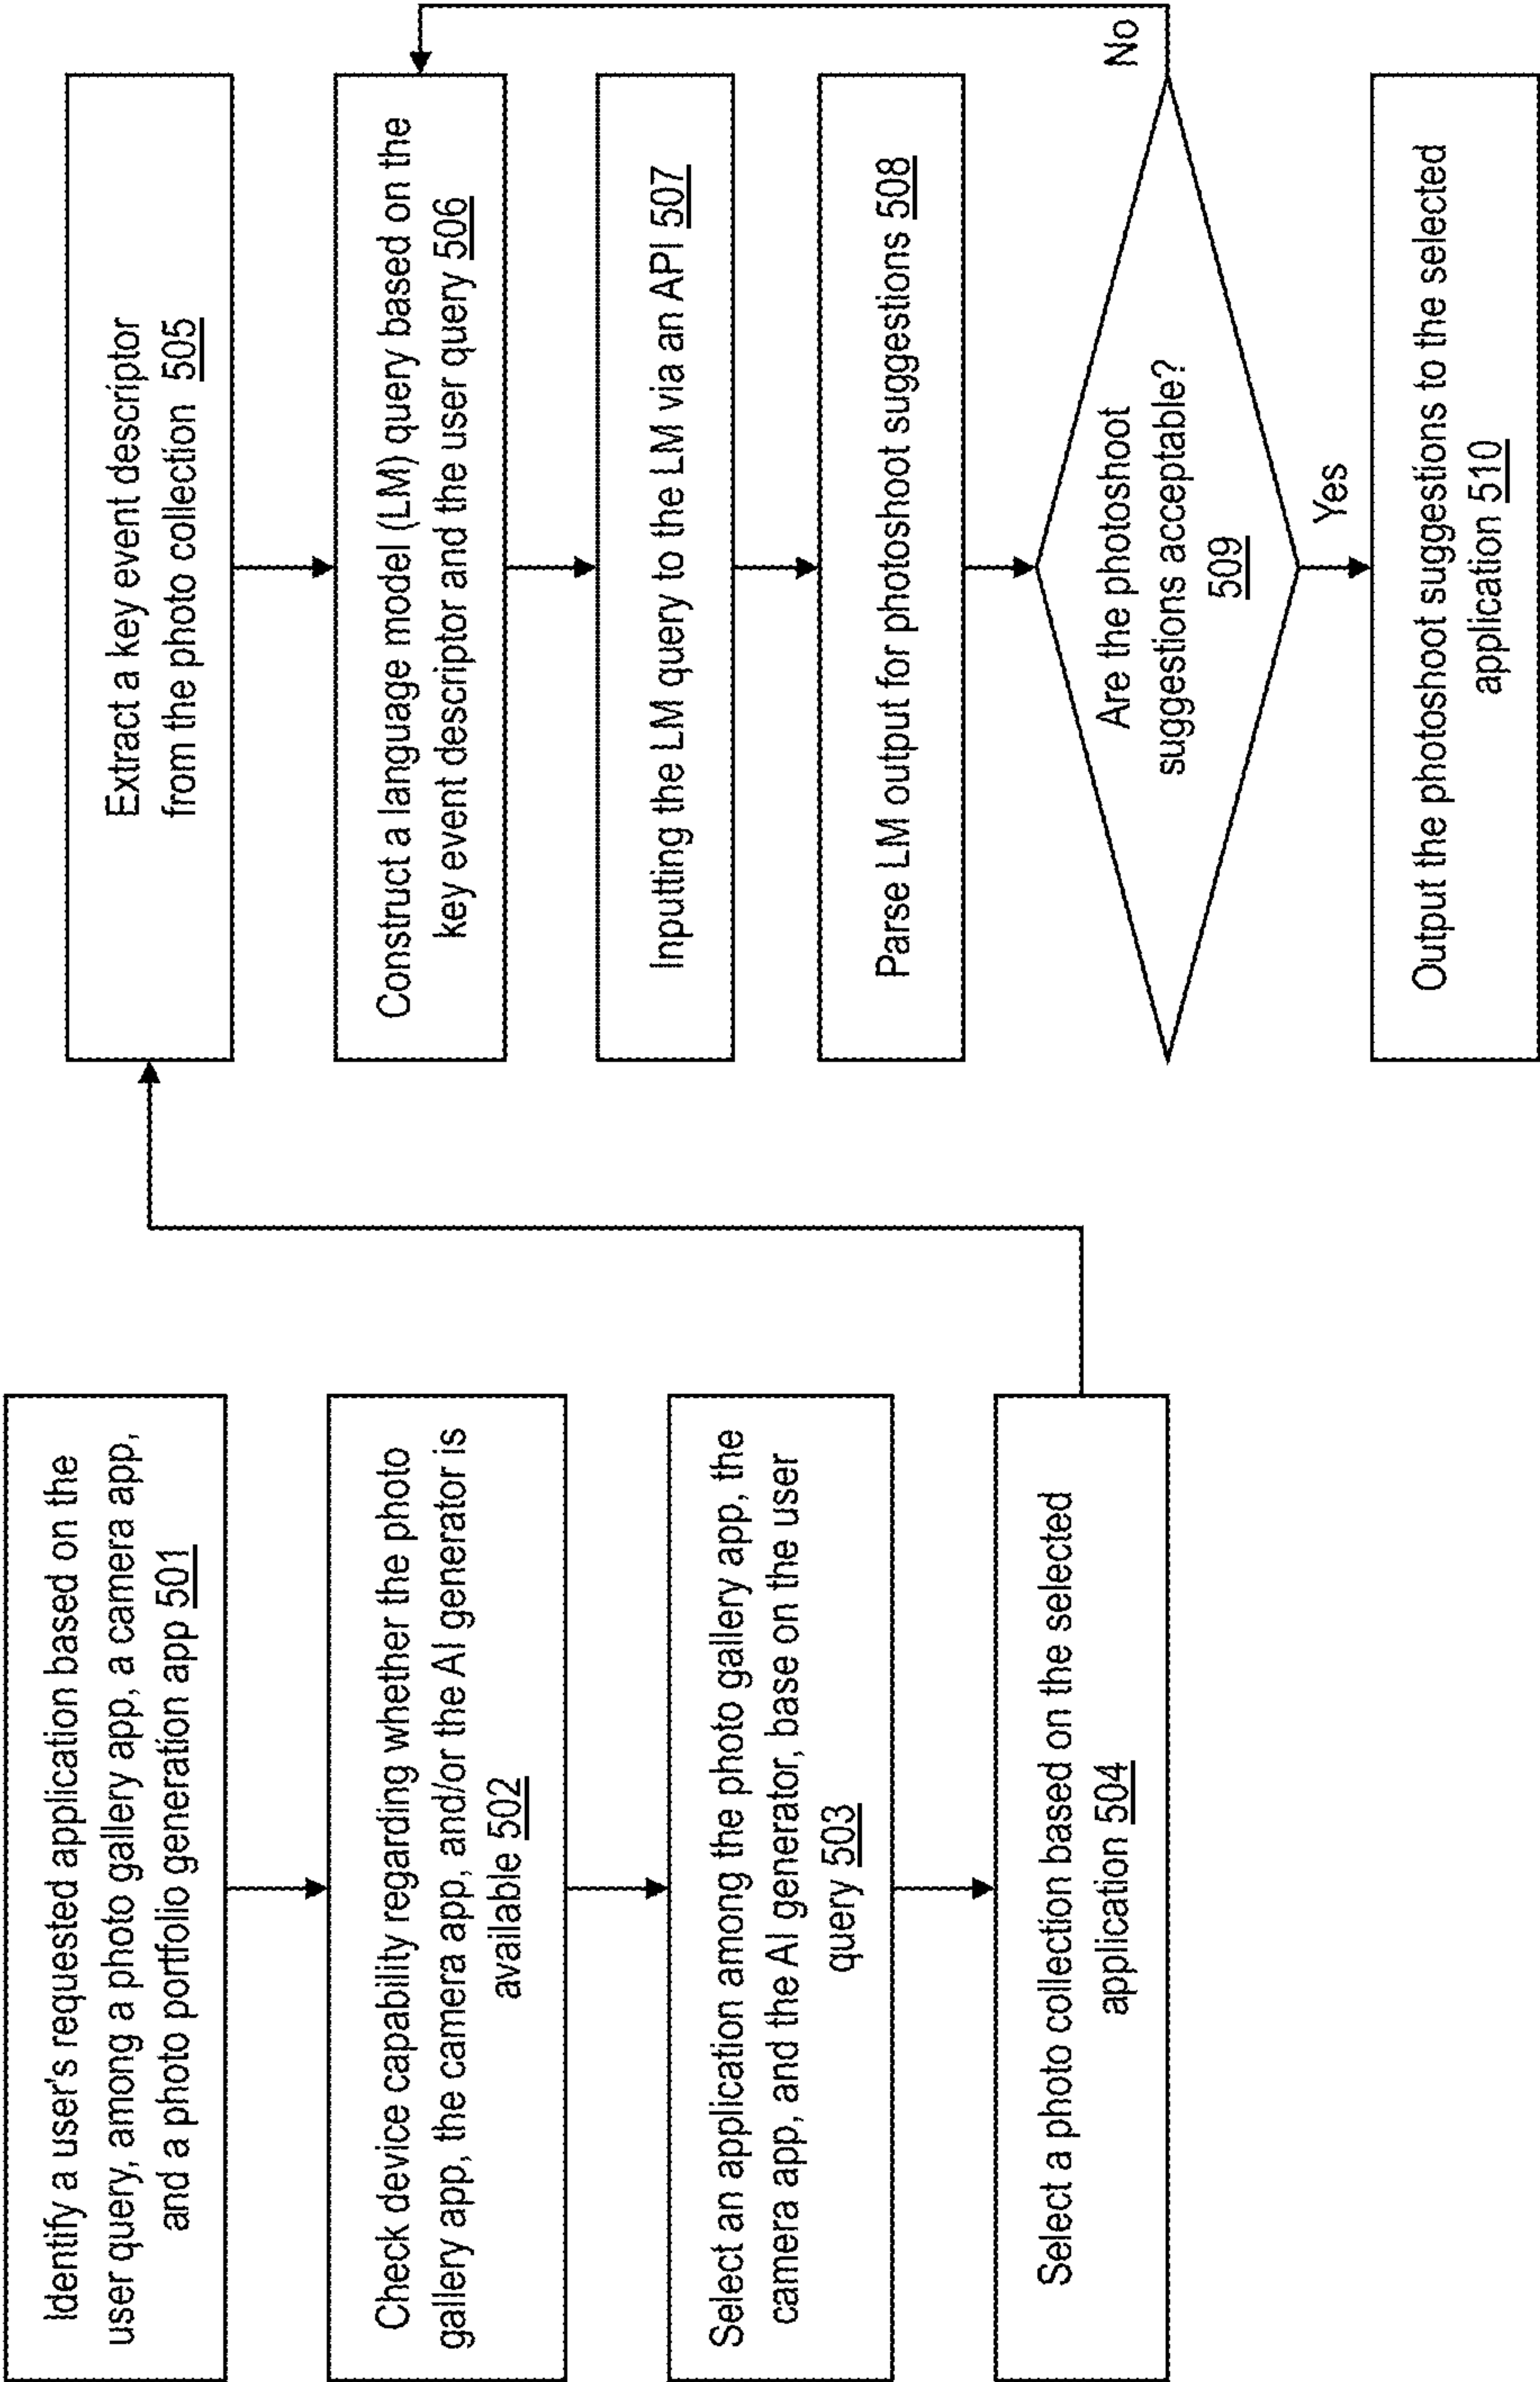 Identify a user's requested application based on the
user query, among a photo gallery app, a camera app,
and a photo portfolio generation app 501
Check device capability regarding whether the photo
gallery app, the camera app, and/or the AI generator is
available 502
Select an application among the photo gallery app, the
camera app, and the AI generator, base on the user
query 503
Select a photo collection based on the selected
application 504
Extract a key event descriptor
from the photo collection 505
Construct a language model (LM) query based on the
key event descriptor and the user query 506
Inputting the LM query to the LM via an API 507
Parse LM output for photoshoot suggestions 508
Are the photoshoot
suggestions acceptable?
509
No
Yes
Output the photoshoot suggestions to the selected
application 510